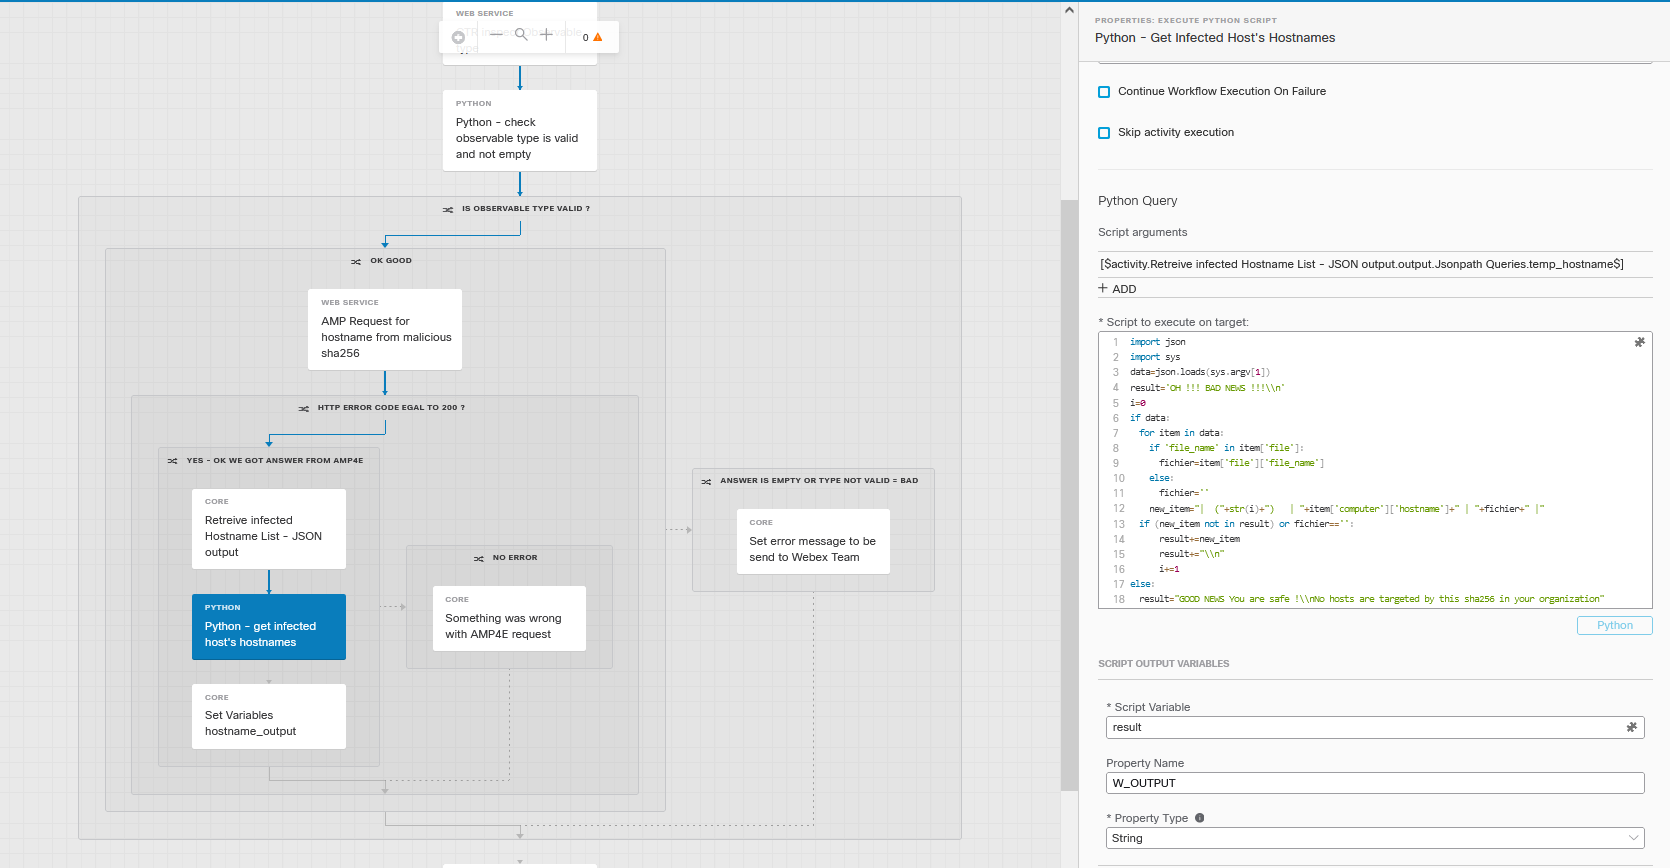 WEB SERVICE
0
PYTHON
Python - check
observable type is valid
and not empty
IS OBSERVABLE TYPE VALID ?
OK GOOD
WEB SERVICE
AMP Request for
hostname from malicious
sha256
HTTP ERROR CODE EGAL TO 200 ?
YES - OK WE GOT ANSWER FROM AMP4E
CORE
Retreive infected
Hostname List - JSON
output
PYTHON
Python - get infected
host's hostnames
CORE
Set Variables
hostname_output
NO ERROR
CORE
Something was wrong
with AMP4E request
ANSWER IS EMPTY OR TYPE NOT VALID = BAD
CORE
Set error message to be
send to Webex Team
PROPERTIES: EXECUTE PYTHON SCRIPT
Python - Get Infected Host's Hostnames
Continue Workflow Execution On Failure
Skip activity execution
Python Query
Script arguments
[$activity.Retreive infected Hostname List - JSON output.output.Jsonpath Queries.temp_hostname$]
+ ADD
* Script to execute on target:
1 import json
2 import sys
3 data=json.loads(sys.argv[1])
4 result='OH !!! BAD NEWS !!!\\n'
5 i=0
6 if data:
7 for item in data:
8 if 'file_name' in item['file']:
9 fichier=item['file']['file_name']
10 else:
11 fichier=''
12 new_item="|  ("+str(i)+")   | "+item['computer']['hostname']+" | "+fichier+" |"
13 if (new_item not in result) or fichier=='':
14 result+=new_item
15 result+="\\n"
16 i+=1
17 else:
18 result="GOOD NEWS You are safe !\\nNo hosts are targeted by this sha256 in your organization"
Python
SCRIPT OUTPUT VARIABLES
* Script Variable
result
Property Name
W_OUTPUT
* Property Type
String